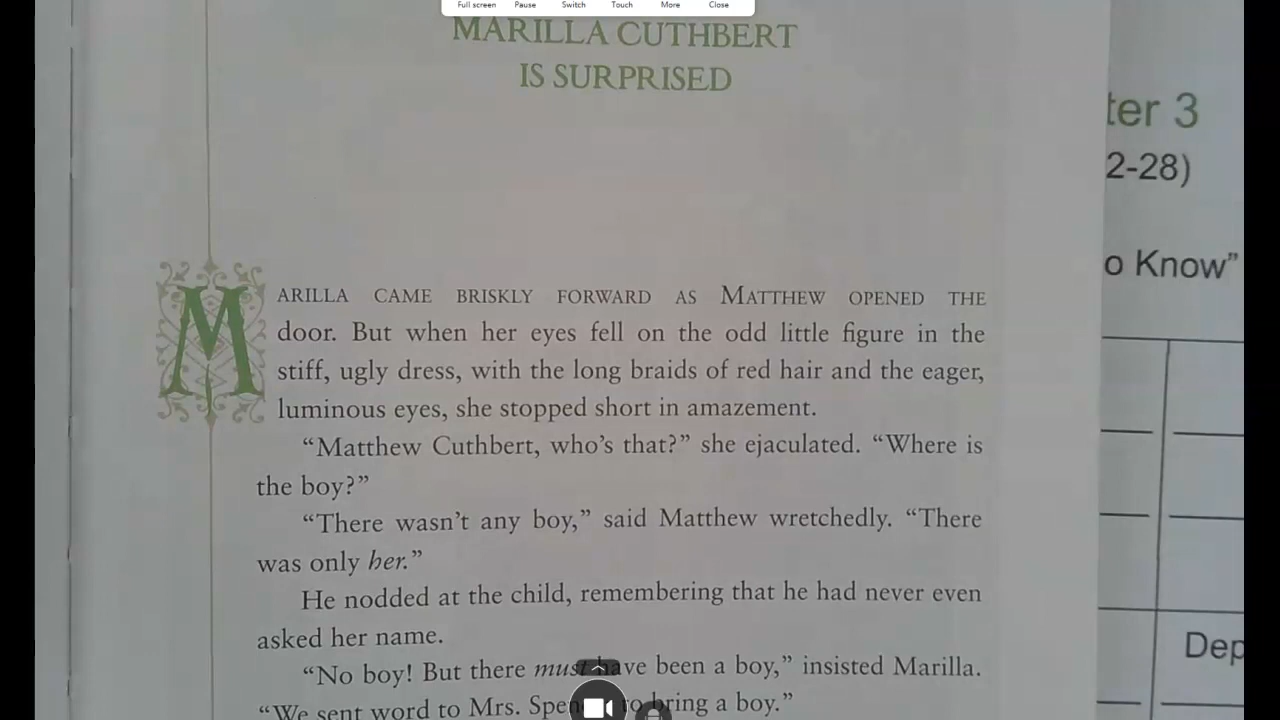 Full screen Pause Switch Touch More Close
MARILLA CUTHBERT
IS SURPRISED
ter 3
2-28)
o Know”
MARILLA CAME BRISKLY FORWARD AS MATTHEW OPENED THE
door. But when her eyes fell on the odd little figure in the
stiff, ugly dress, with the long braids of red hair and the eager,
luminous eyes, she stopped short in amazement.
“Matthew Cuthbert, who’s that?” she ejaculated. “Where is
the boy?”
“There wasn’t any boy,” said Matthew wretchedly. “There
was only her.”
He nodded at the child, remembering that he had never even
asked her name.
“No boy! But there must have been a boy,” insisted Marilla.
“We sent word to Mrs. Spen to bring a boy.”
Dep